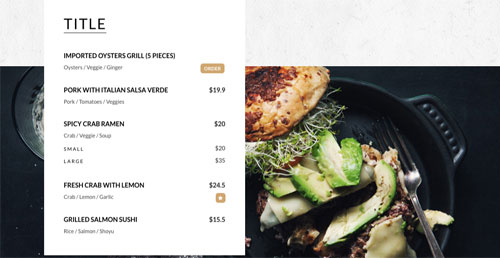 TITLE
IMPORTED OYSTERS GRILL (5 PIECES)
Oysters / Veggie / Ginger
ORDER
PORK WITH ITALIAN SALSA VERDE $19.9
Pork / Tomatoes / Veggies
SPICY CRAB RAMEN $20
Crab / Veggie / Soup
SMALL $20
LARGE $35
FRESH CRAB WITH LEMON $24.5
Crab / Lemon / Garlic
GRILLED SALMON SUSHI $15.5
Rice / Salmon / Shoyu